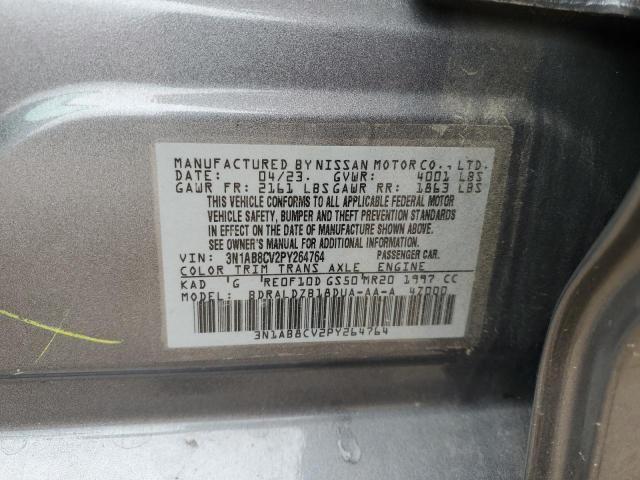 MANUFACTURED BY NISSAN MOTOR CO., LTD.
DATE: 04/23. GVWR: 4001 LBS
GAWR FR: 2161 LBS GAWR RR: 1863 LBS
THIS VEHICLE CONFORMS TO ALL APPLICABLE FEDERAL MOTOR
VEHICLE SAFETY, BUMPER AND THEFT PREVENTION STANDARDS
IN EFFECT ON THE DATE OF MANUFACTURE SHOWN ABOVE.
SEE OWNER'S MANUAL FOR ADDITIONAL INFORMATION.
VIN: 3N1AB8CV2PY264764 PASSENGER CAR.
COLOR TRIM TRANS AXLE ENGINE
KAD G RE0F10D GS50 MR20 1997 CC
MODEL: BDRALDZB18DUA-AA-A 47000
3N1AB8CV2PY264764